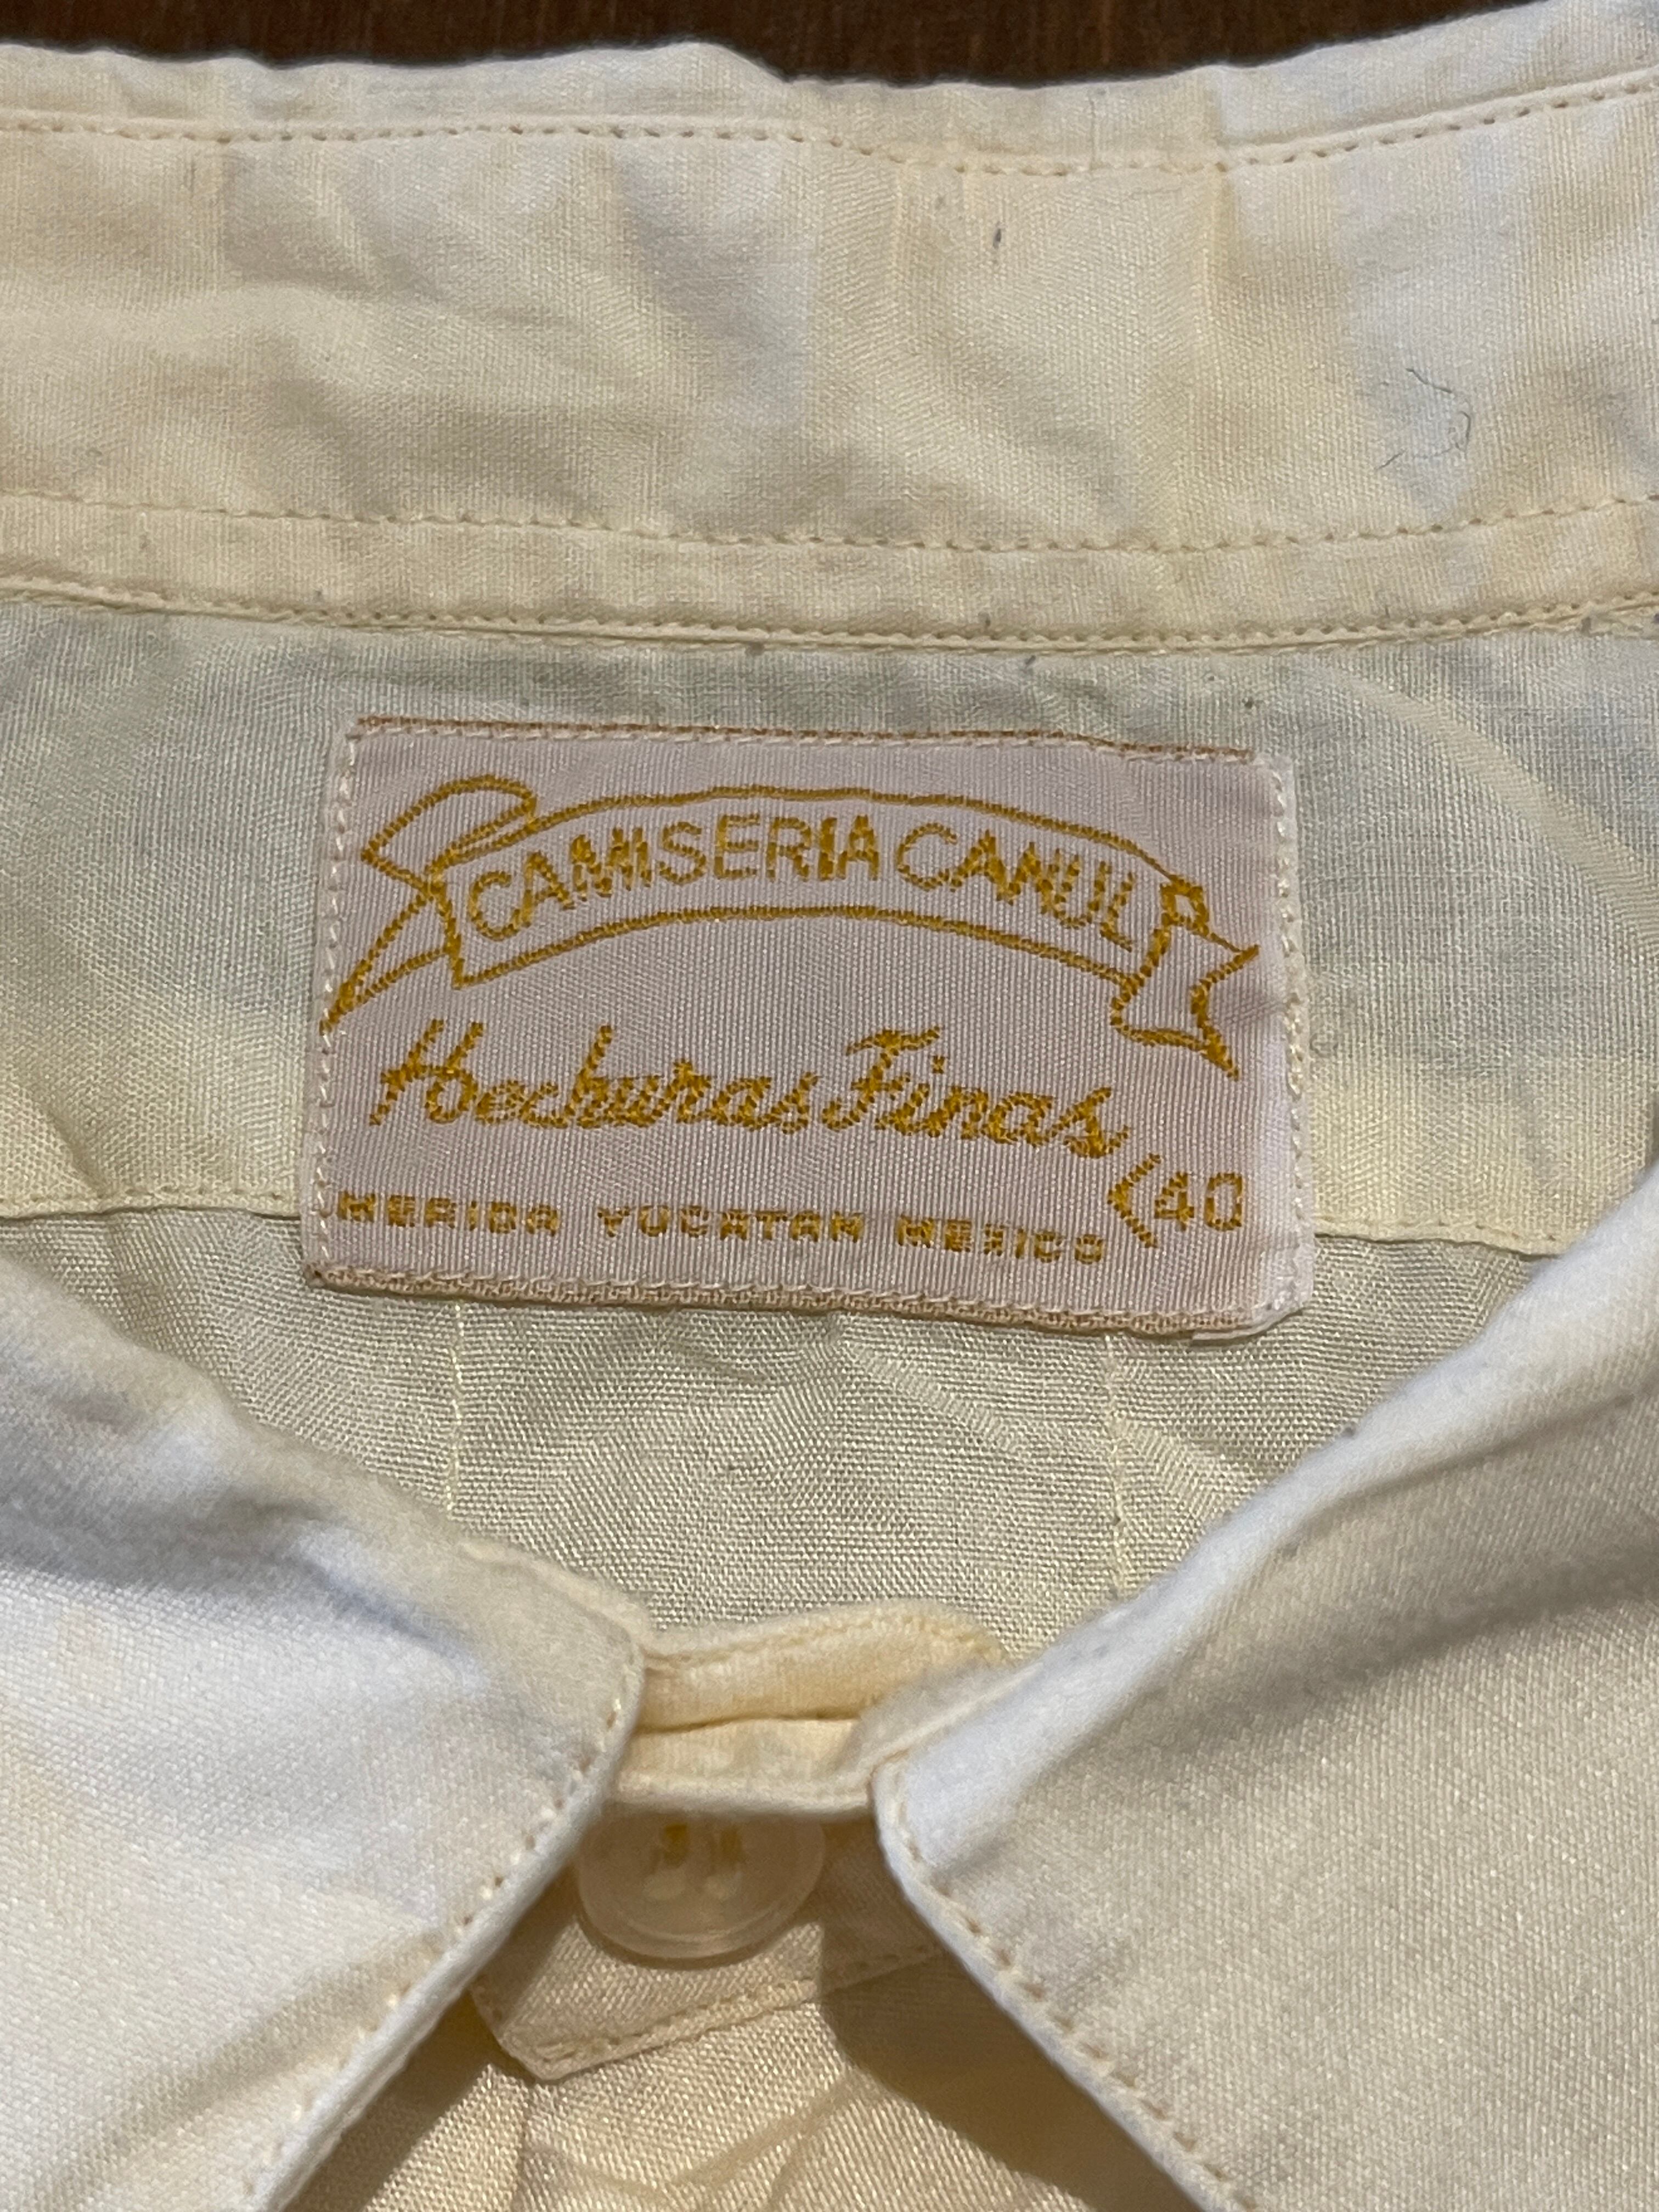 CAMISERIA CANUL
Hechuras Finas
40
MERIDA YUCATAN MEXICO